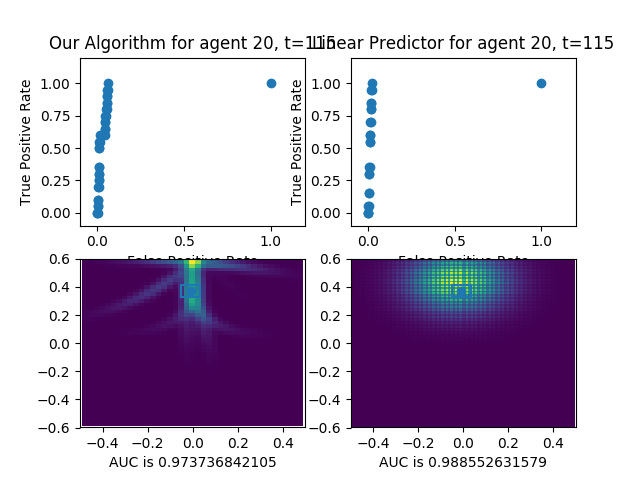 Our Algorithm for agent 20, t=115
Linear Predictor for agent 20, t=115
True Positive Rate
1.00
0.75
0.50
0.25
0.00
0.0 0.5 1.0
False Positive Rate
True Positive Rate
1.00
0.75
0.50
0.25
0.00
0.0 0.5 1.0
False Positive Rate
0.6
0.4
0.2
0.0
−0.2
−0.4
−0.6
−0.4 −0.2 0.0 0.2 0.4
AUC is 0.973736842105
0.6
0.4
0.2
0.0
−0.2
−0.4
−0.6
−0.4 −0.2 0.0 0.2 0.4
AUC is 0.988552631579